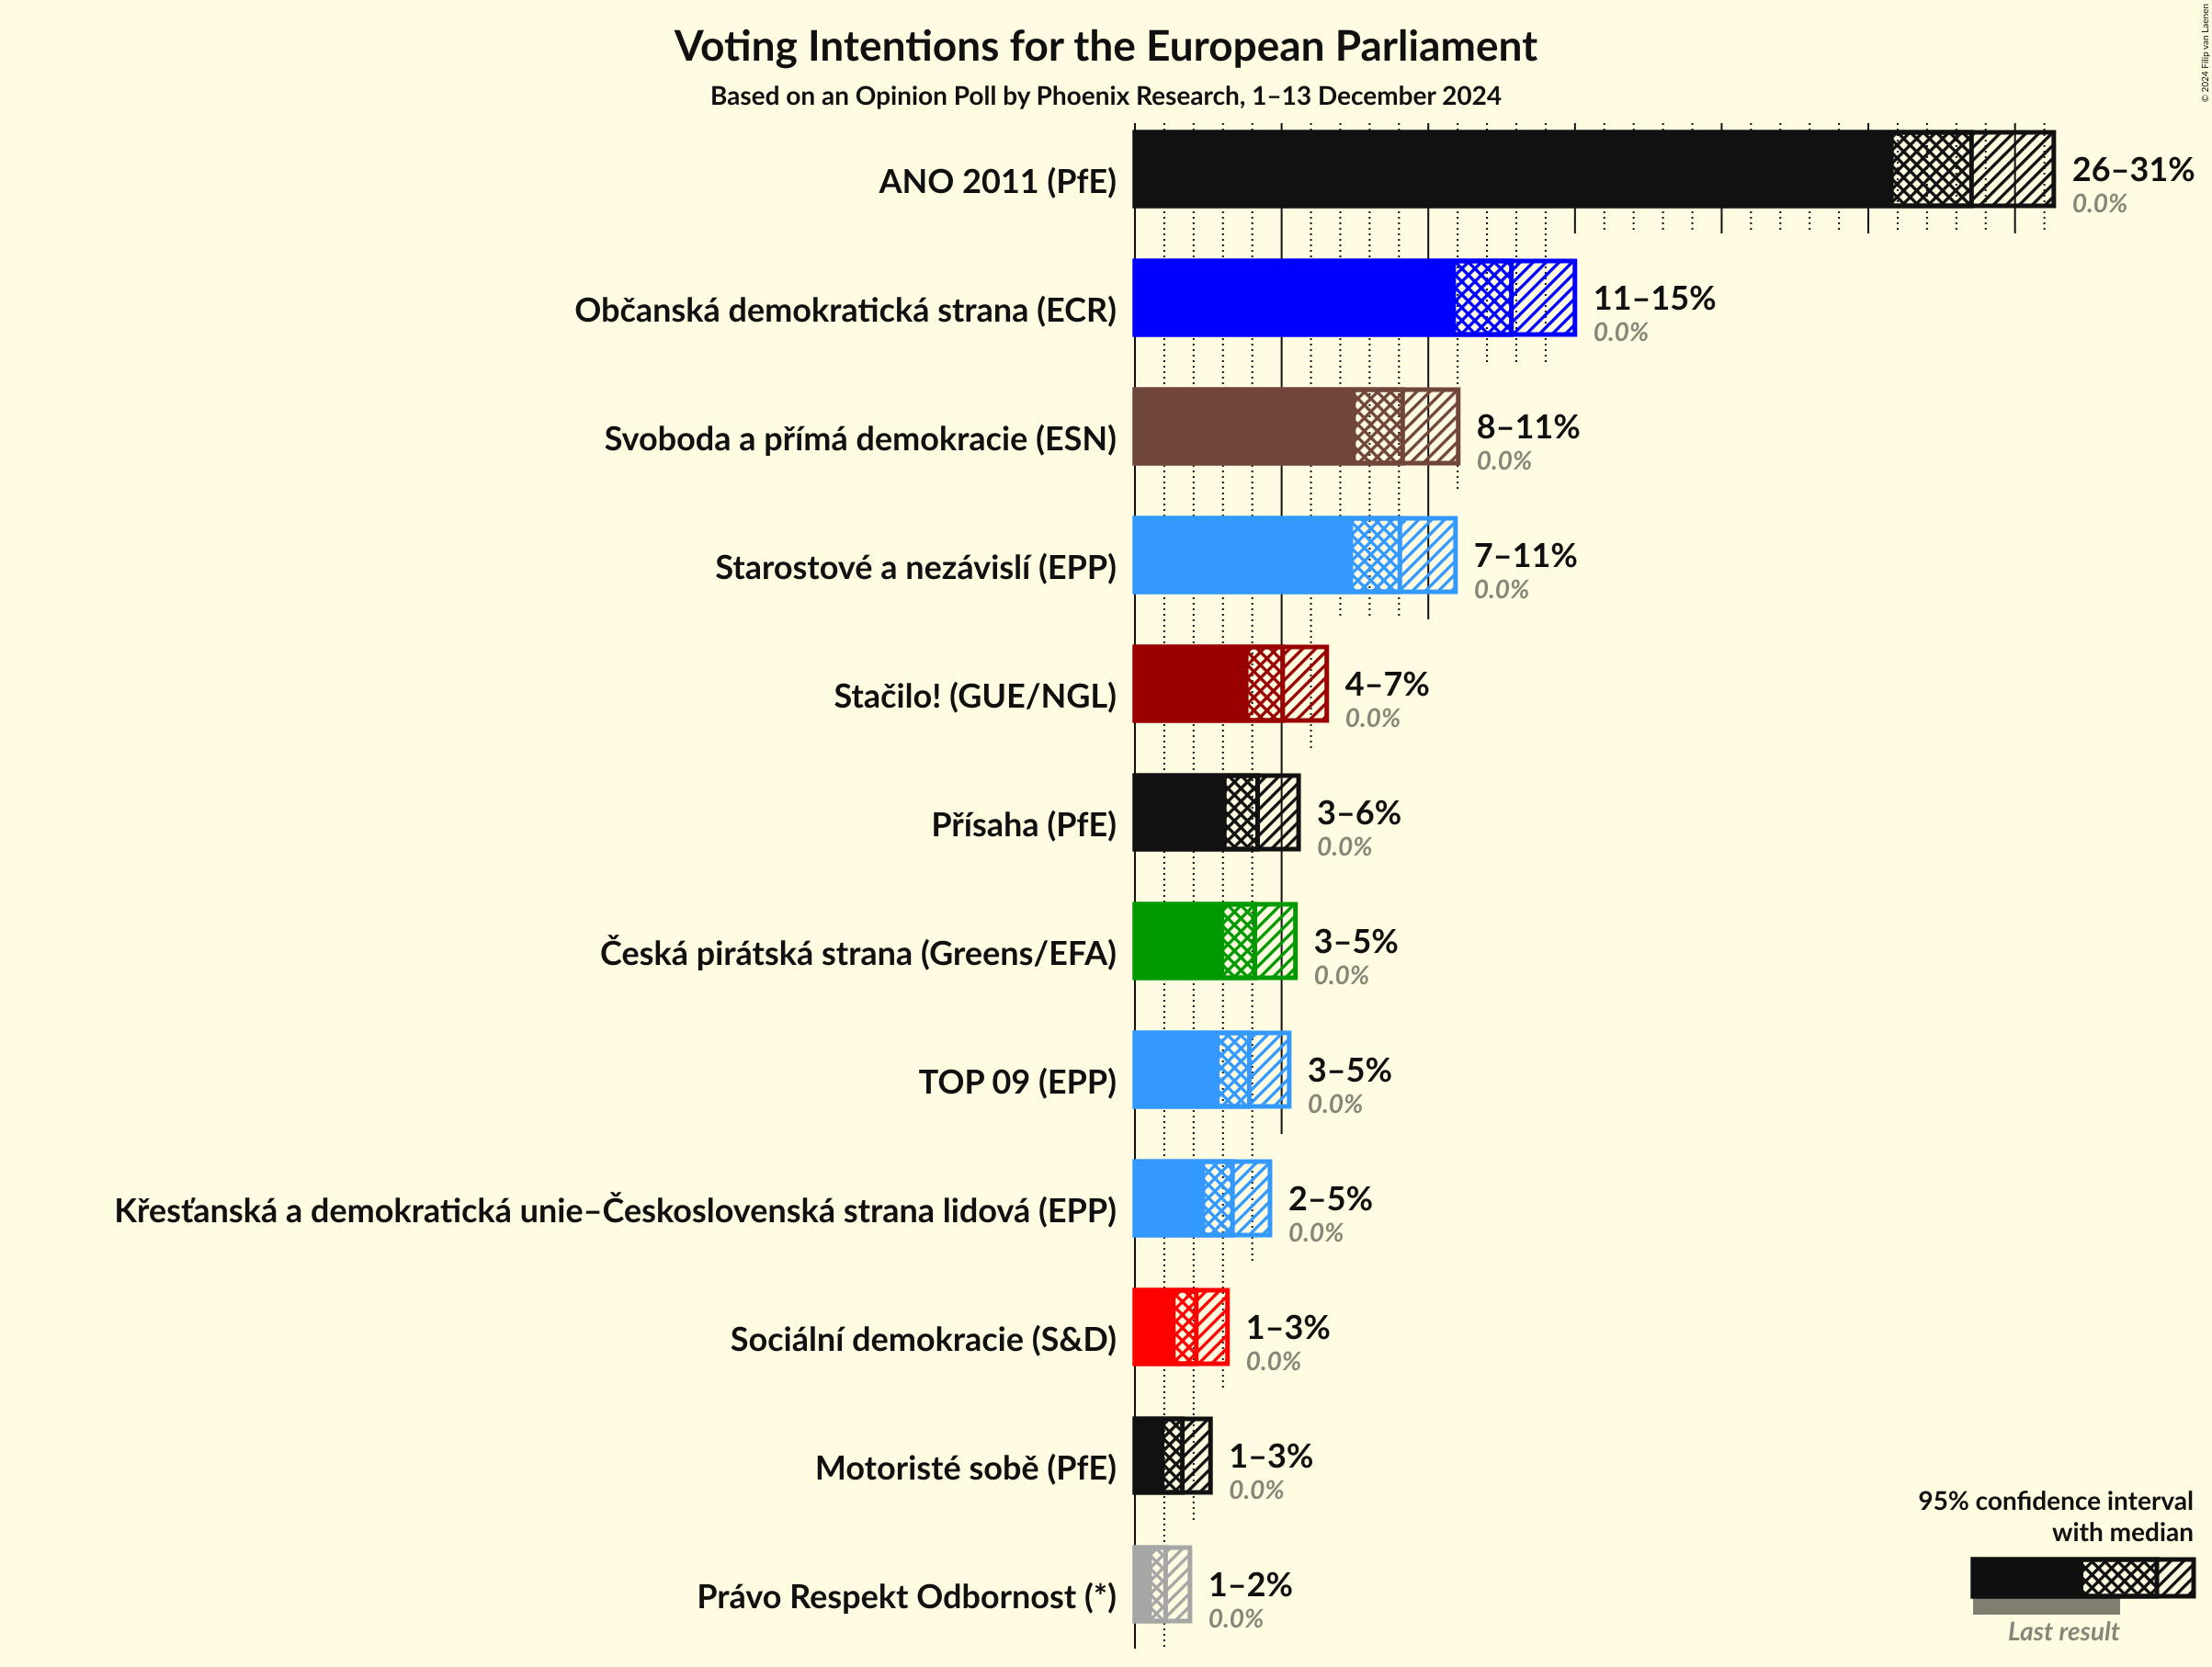 Voting Intentions for the European Parliament
Based on an Opinion Poll by Phoenix Research, 1–13 December 2024
© 2024 Filip van Laenen
ANO 2011 (PfE)
26–31%
0.0%
Občanská demokratická strana (ECR)
11–15%
0.0%
Svoboda a přímá demokracie (ESN)
8–11%
0.0%
Starostové a nezávislí (EPP)
7–11%
0.0%
Stačilo! (GUE/NGL)
4–7%
0.0%
Přísaha (PfE)
3–6%
0.0%
Česká pirátská strana (Greens/EFA)
3–5%
0.0%
TOP 09 (EPP)
3–5%
0.0%
Křesťanská a demokratická unie–Československá strana lidová (EPP)
2–5%
0.0%
Sociální demokracie (S&D)
1–3%
0.0%
Motoristé sobě (PfE)
1–3%
0.0%
Právo Respekt Odbornost (*)
1–2%
0.0%
95% confidence interval
with median
Last result